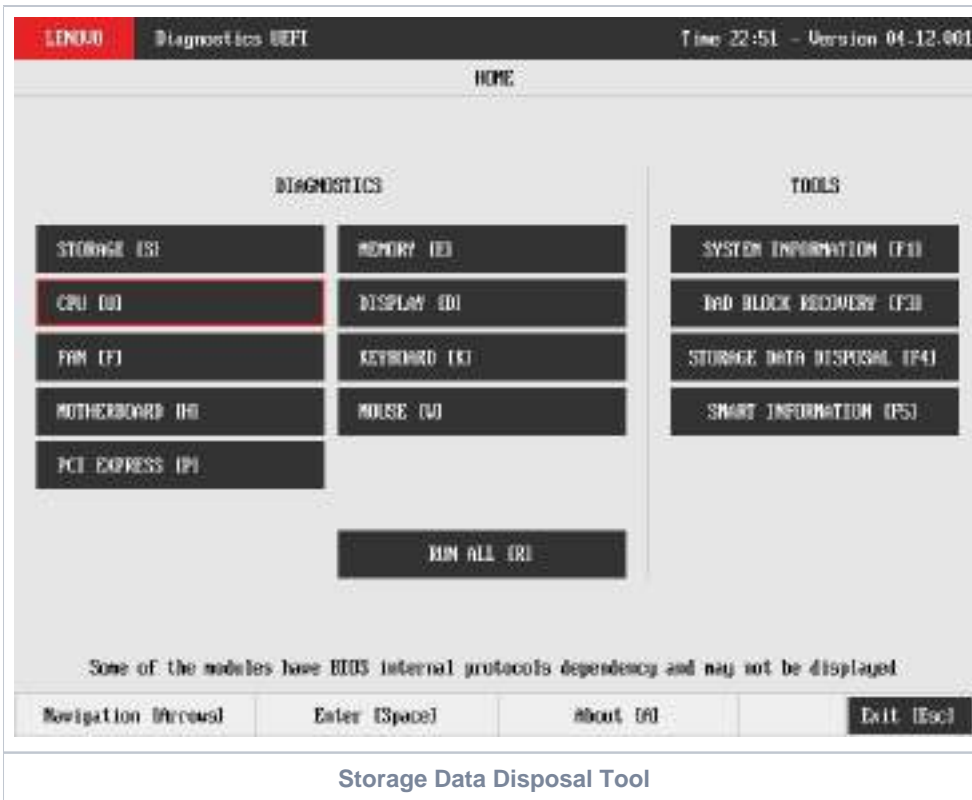 LENOVO Diagnostics UEFI Time 22:51 - Version 04.12.001
HOME
DIAGNOSTICS TOOLS
STORAGE [S] MEMORY [E] SYSTEM INFORMATION [F1]
CPU [U] DISPLAY [D] BAD BLOCK RECOVERY [F3]
FAN [F] KEYBOARD [K] STORAGE DATA DISPOSAL [F4]
MOTHERBOARD [H] MOUSE [W] SMART INFORMATION [F5]
PCI EXPRESS [P]
RUN ALL [R]
Some of the modules have BIOS internal protocols dependency and may not be displayed
Navigation [Arrows] Enter [Space] About [A] Exit [Esc]
Storage Data Disposal Tool